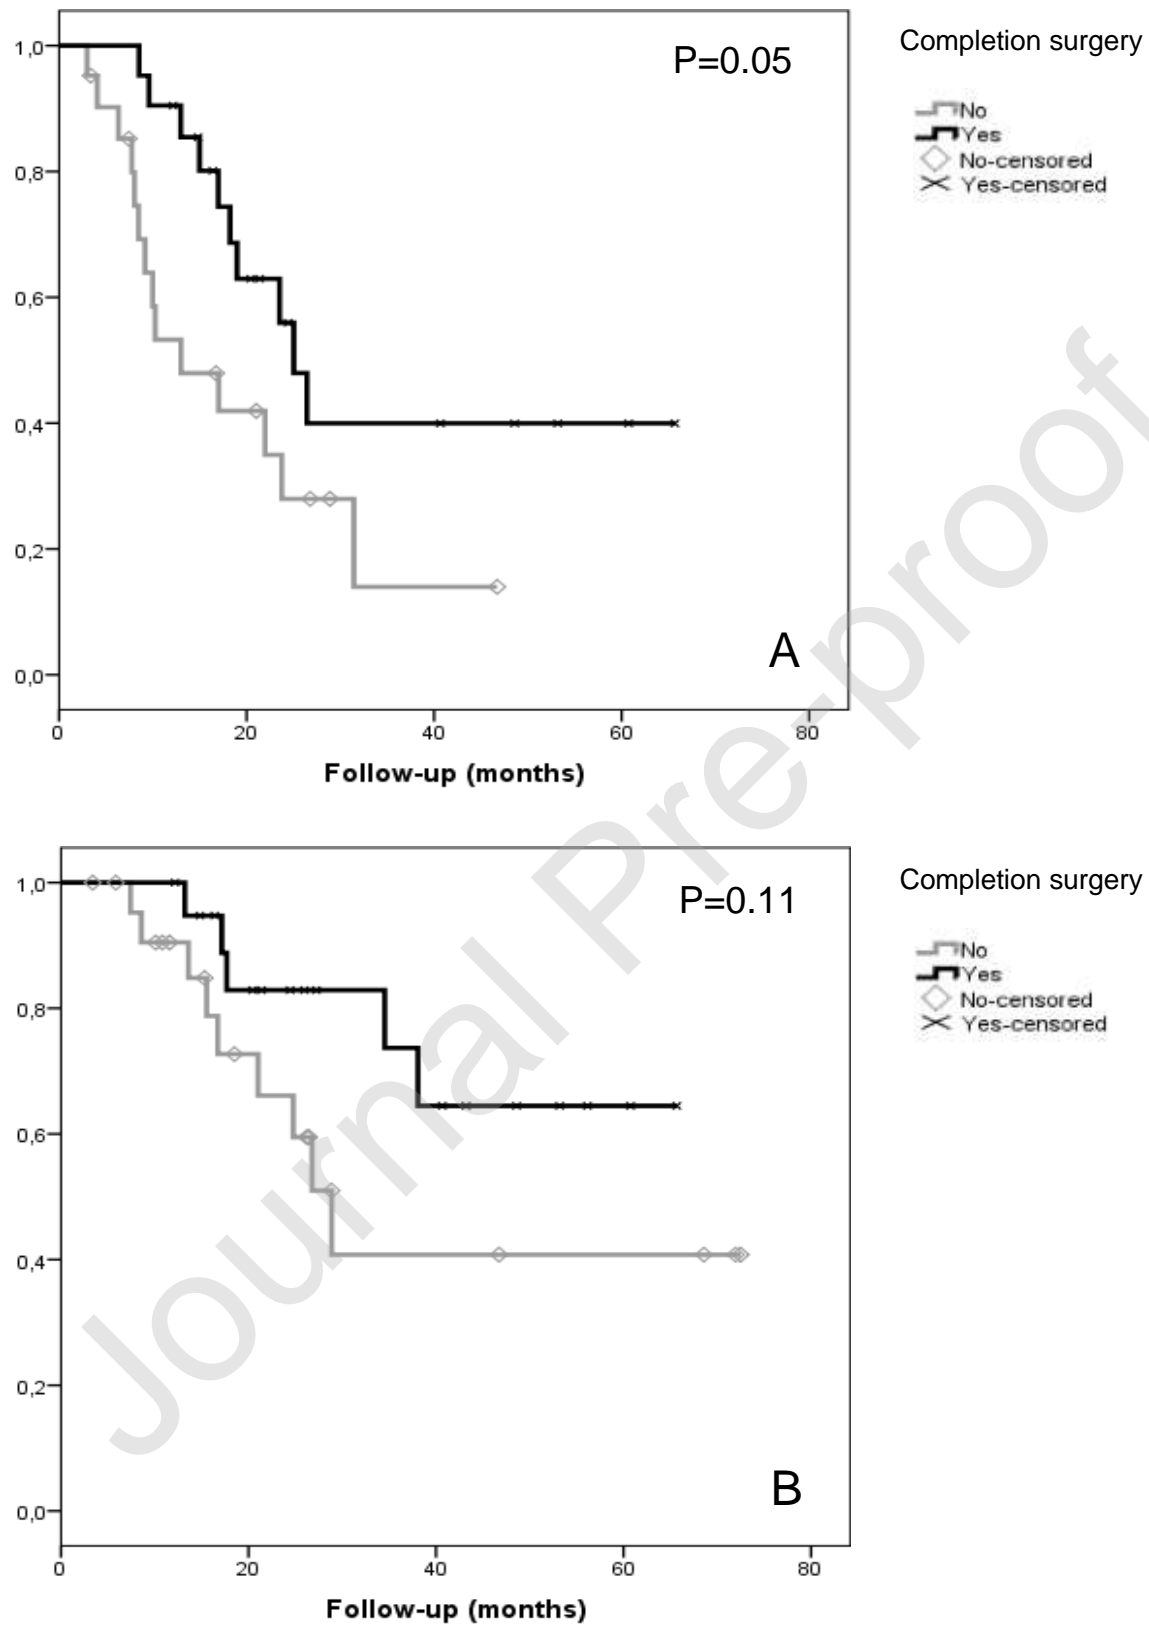 P=0.05
Completion surgery
No
Yes
No-censored
Yes-censored
1,0
0,8
0,6
0,4
0,2
0,0
A
0 20 40 60 80
Follow-up (months)
P=0.11
Completion surgery
No
Yes
No-censored
Yes-censored
1,0
0,8
0,6
0,4
0,2
0,0
B
0 20 40 60 80
Follow-up (months)
Journal Pre-proof